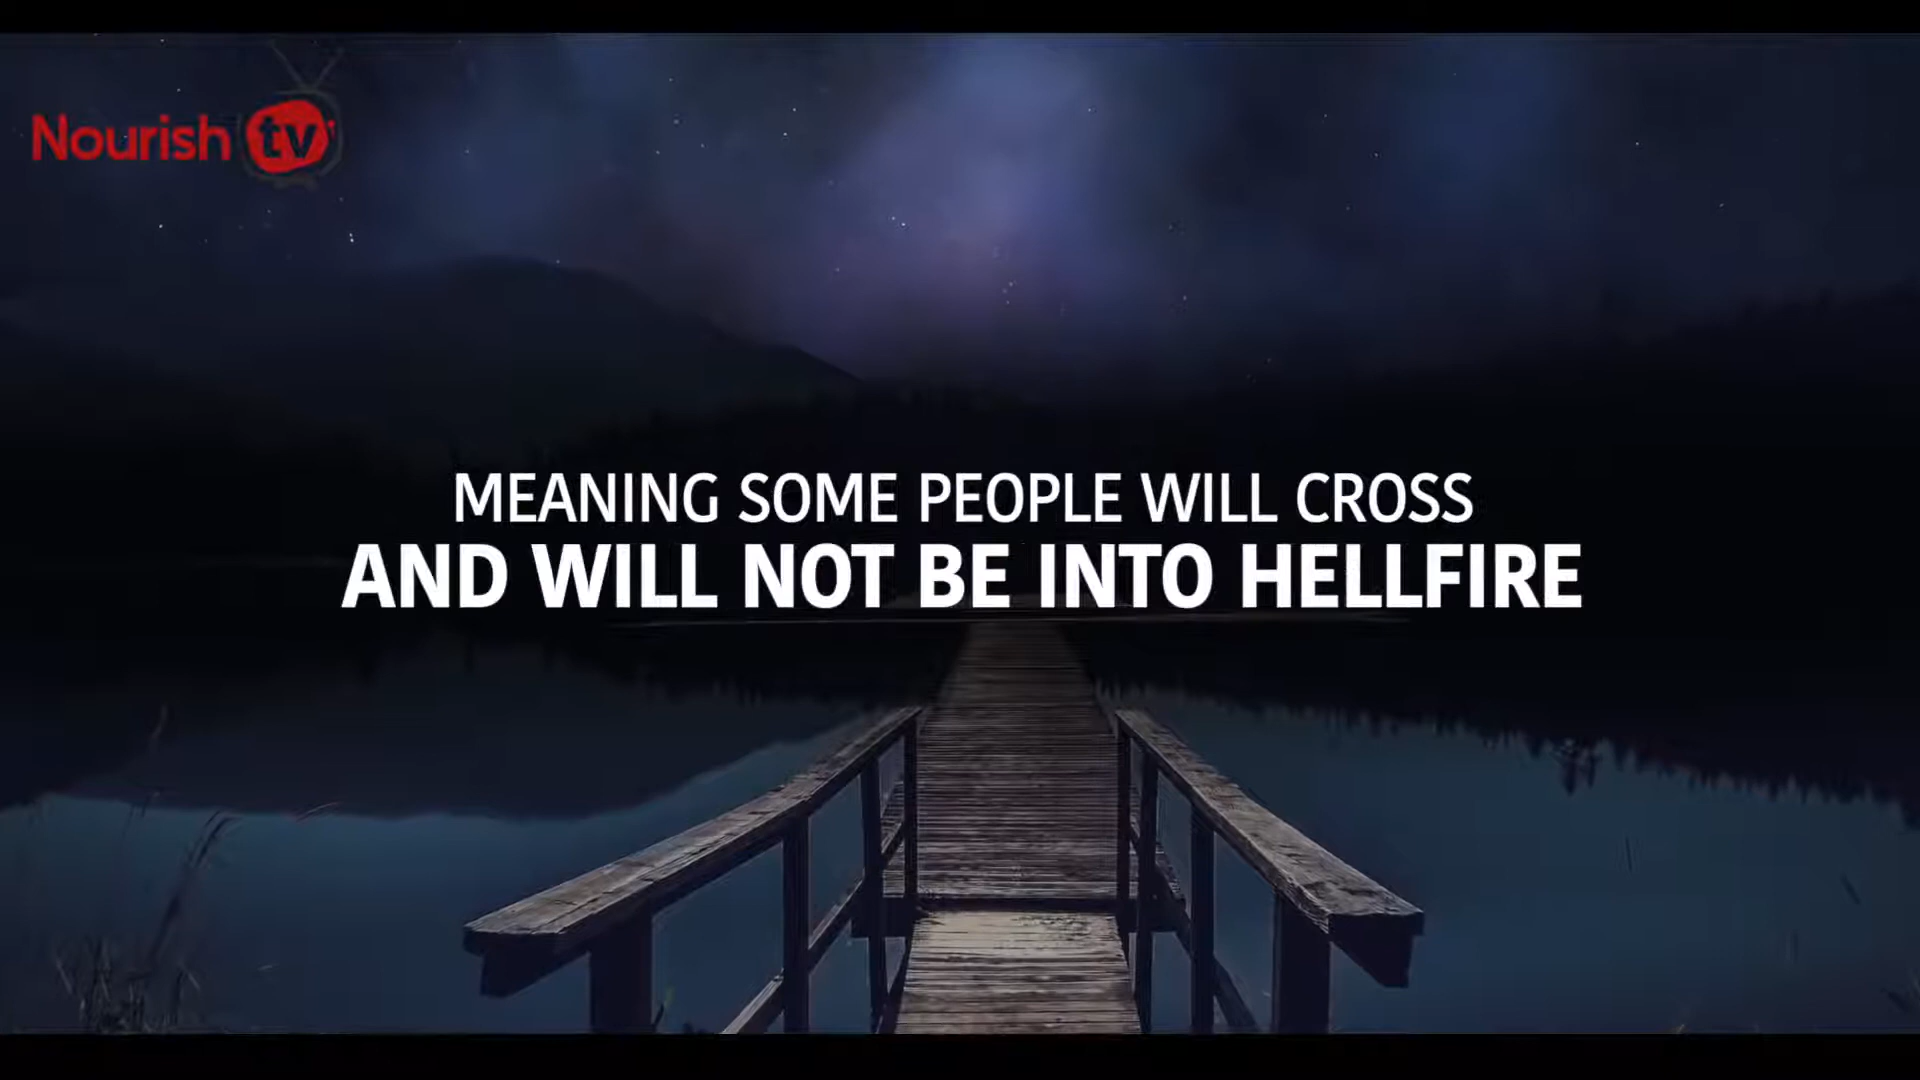 Nourish tv
MEANING SOME PEOPLE WILL CROSS
AND WILL NOT BE INTO HELLFIRE